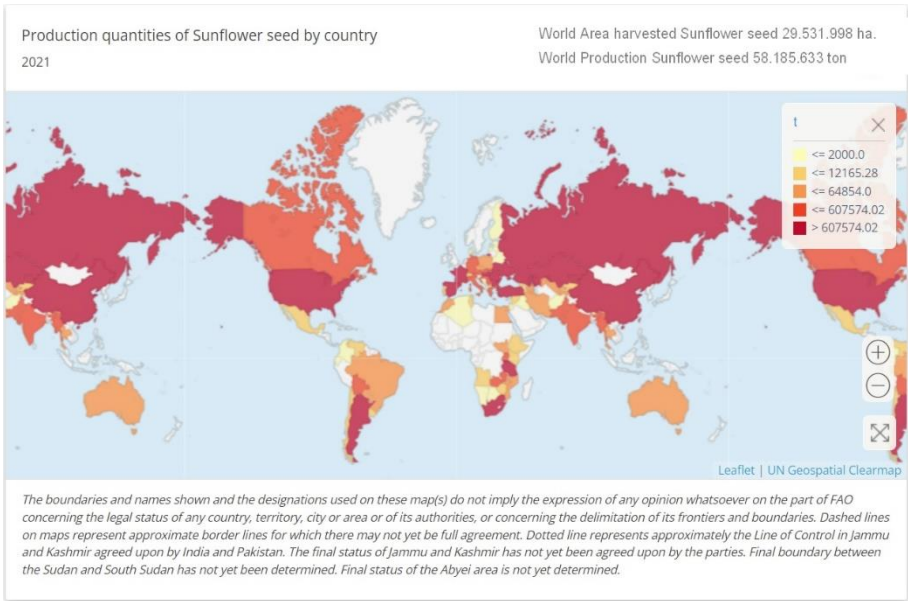 Production quantities of Sunflower seed by country
2021
World Area harvested Sunflower seed 29.531.998 ha.
World Production Sunflower seed 58.185.633 ton
t
<= 2000.0
<= 12165.28
<= 64854.0
<= 607574.02
> 607574.02
Leaflet | UN Geospatial Clearmap
The boundaries and names shown and the designations used on these map(s) do not imply the expression of any opinion whatsoever on the part of FAO
concerning the legal status of any country, territory, city or area or of its authorities, or concerning the delimitation of its frontiers and boundaries. Dashed lines
on maps represent approximate border lines for which there may not yet be full agreement. Dotted line represents approximately the Line of Control in Jammu
and Kashmir agreed upon by India and Pakistan. The final status of Jammu and Kashmir has not yet been agreed upon by the parties. Final boundary between
the Sudan and South Sudan has not yet been determined. Final status of the Abyei area is not yet determined.